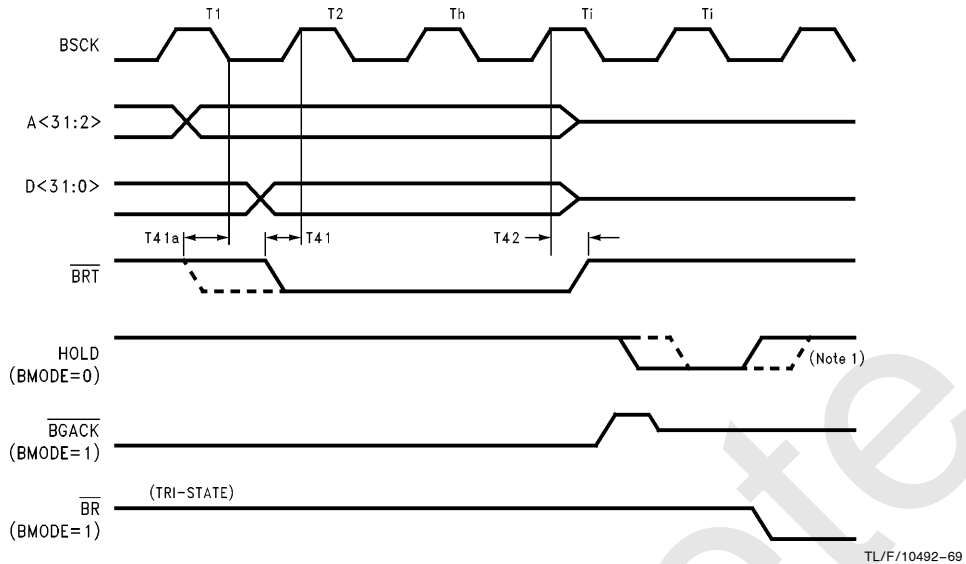 T1 T2 Th Ti Ti
BSCK
A<31:2>
D<31:0>
T41a T41 T42
BRT
HOLD
(BMODE=0)
(Note 1)
BGACK
(BMODE=1)
(TRI-STATE)
BR
(BMODE=1)
TL/F/10492-69